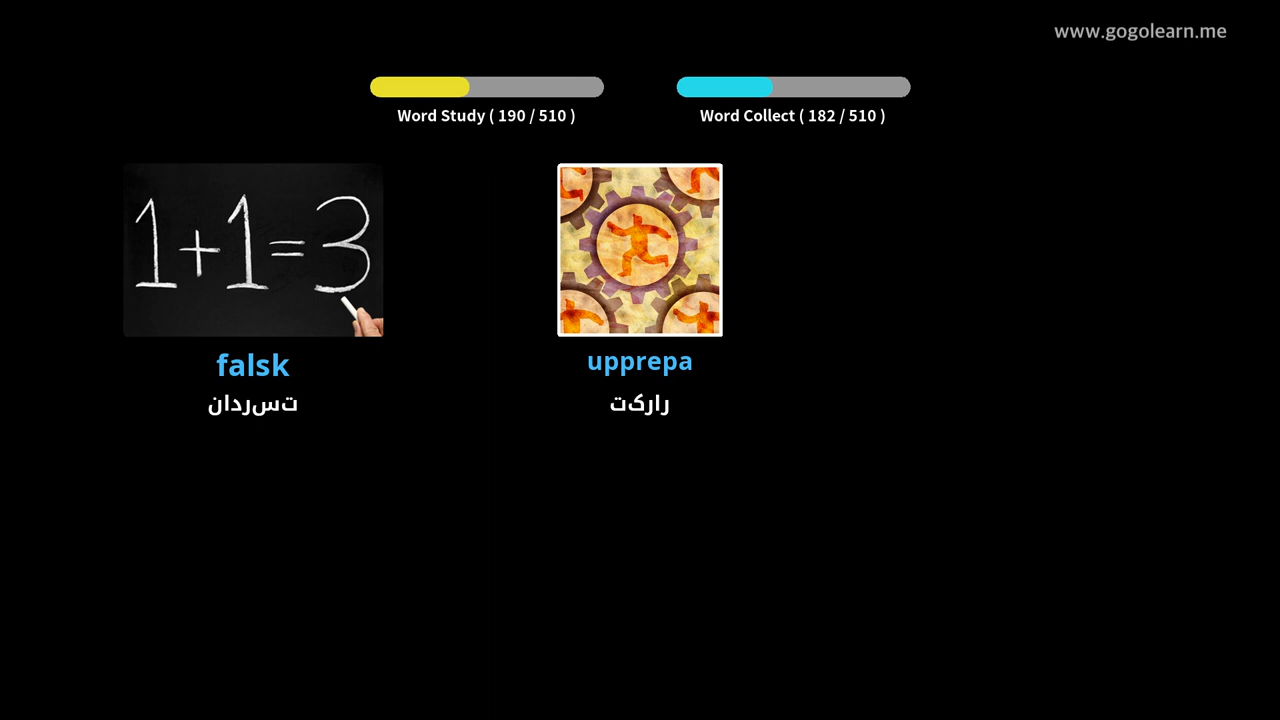 www.gogolearn.me
Word Study ( 190 / 510 )
Word Collect ( 182 / 510 )
1+1=3
falsk
upprepa
تسردان
رارکت